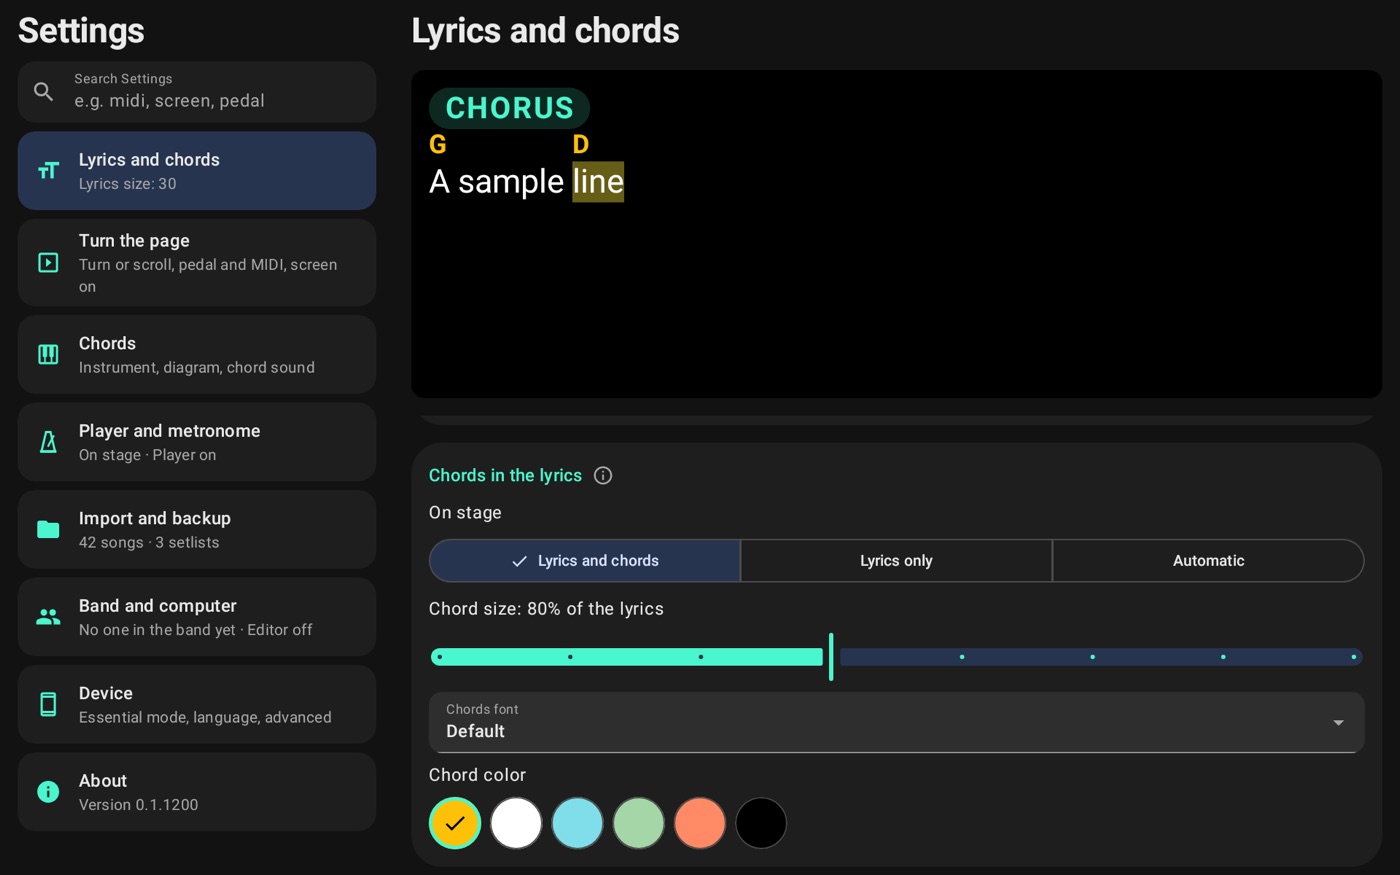 Settings
Search Settings
e.g. midi, screen, pedal
Lyrics and chords
Lyrics size: 30
Turn the page
Turn or scroll, pedal and MIDI, screen
on
Chords
Instrument, diagram, chord sound
Player and metronome
On stage · Player on
Import and backup
42 songs · 3 setlists
Band and computer
No one in the band yet · Editor off
Device
Essential mode, language, advanced
About
Version 0.1.1200
Lyrics and chords
CHORUS
G D
A sample line
Chords in the lyrics
On stage
Lyrics and chords Lyrics only Automatic
Chord size: 80% of the lyrics
Chords font
Default
Chord color